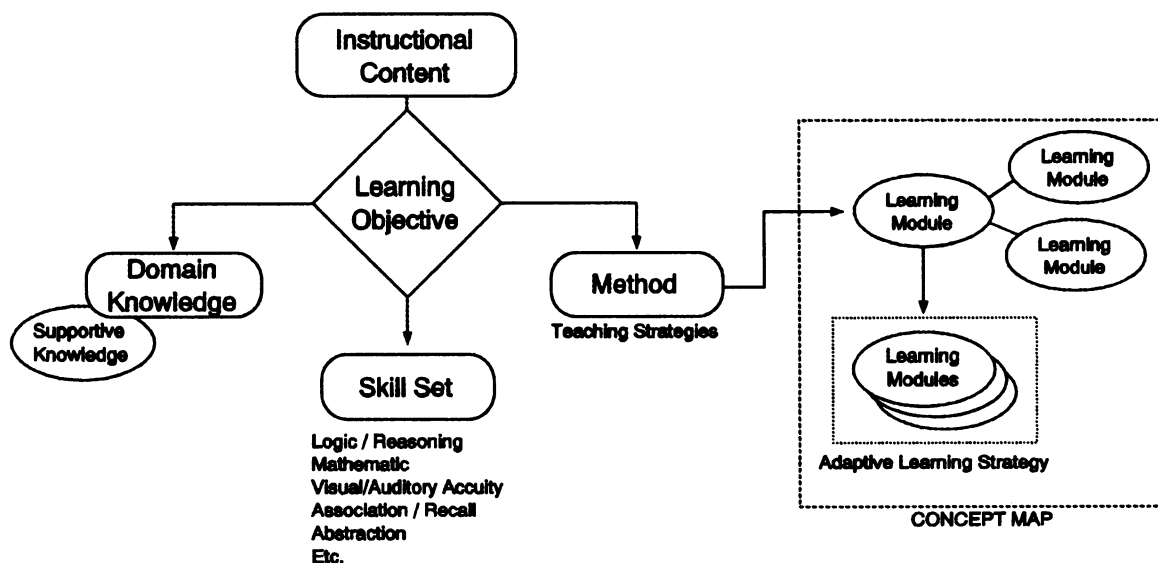 Instructional
Content
Learning
Objective
Domain
Knowledge
Supportive
Knowledge
Skill Set
Logic / Reasoning
Mathematic
Visual/Auditory Accuity
Association / Recall
Abstraction
Etc.
Method
Teaching Strategies
Learning
Module
Learning
Module
Learning
Module
Learning
Modules
Adaptive Learning Strategy
CONCEPT MAP